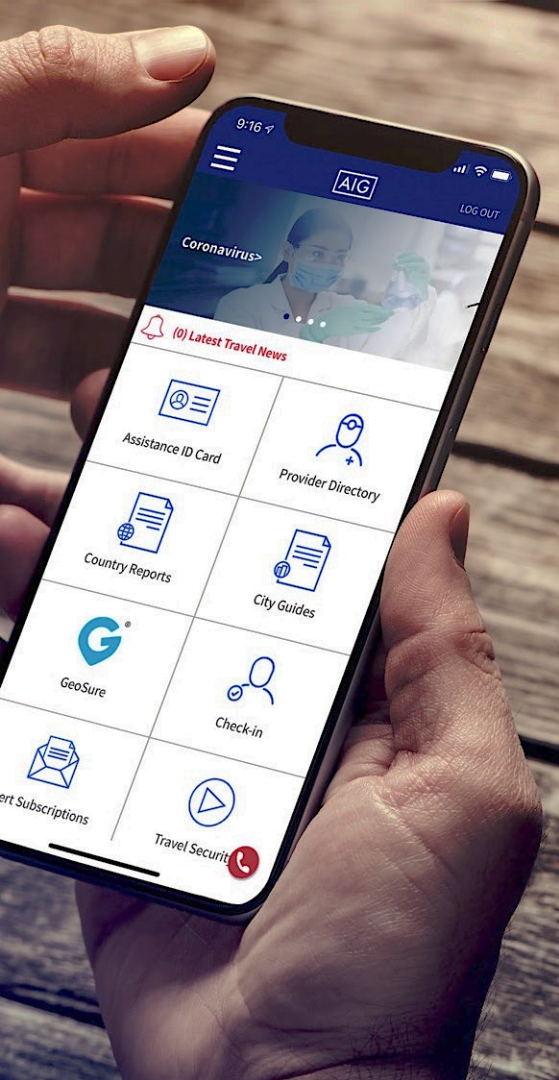 9:16
AIG
LOG OUT
Coronavirus>
(0) Latest Travel News
Assistance ID Card
Provider Directory
Country Reports
City Guides
G®
GeoSure
Check-in
ert Subscriptions
Travel Securit